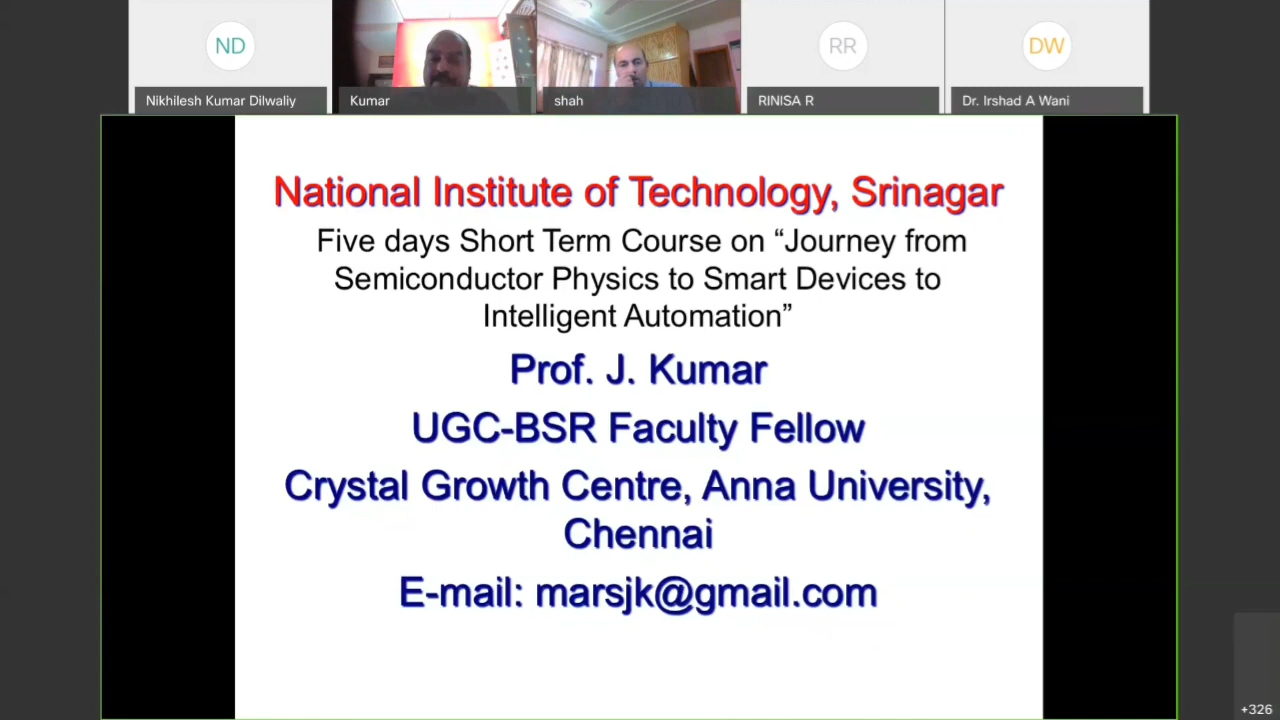 ND
RR
DW
Nikhilesh Kumar Dilwaliy
Kumar
shah
RINISA R
Dr. Irshad A Wani
National Institute of Technology, Srinagar
Five days Short Term Course on “Journey from
Semiconductor Physics to Smart Devices to
Intelligent Automation”
Prof. J. Kumar
UGC-BSR Faculty Fellow
Crystal Growth Centre, Anna University,
Chennai
E-mail: marsjk@gmail.com
+326